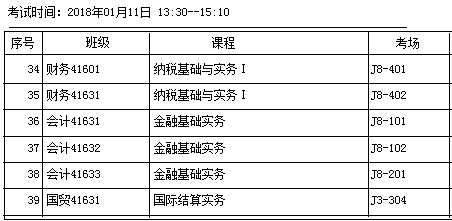 考试时间：2018年01月11日 13:30--15:10
序号 班级 课程 考场
34 财务41601 纳税基础与实务Ⅰ J8-401
35 财务41631 纳税基础与实务Ⅰ J8-402
36 会计41631 金融基础实务 J8-101
37 会计41632 金融基础实务 J8-102
38 会计41633 金融基础实务 J8-201
39 国贸41631 国际结算实务 J3-304